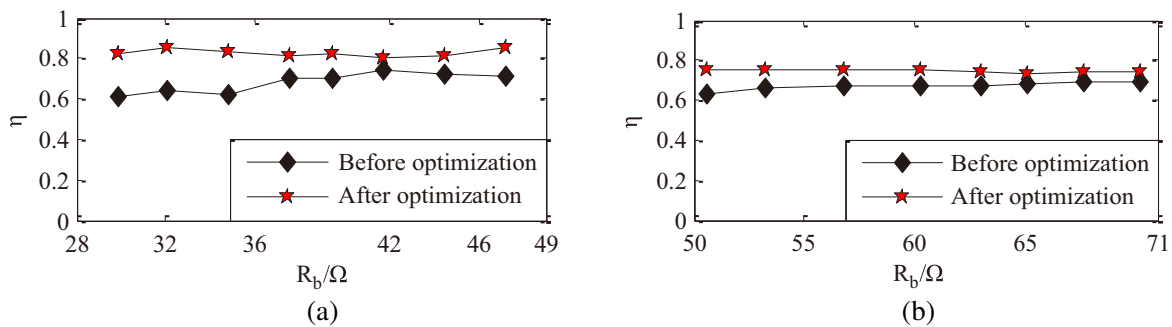 1
0.8
0.6
0.4
0.2
0
η
28 32 36 42 46 49
R_b/Ω
Before optimization
After optimization
(a)
1
0.8
0.6
0.4
0.2
0
η
50 55 60 65 71
R_b/Ω
Before optimization
After optimization
(b)